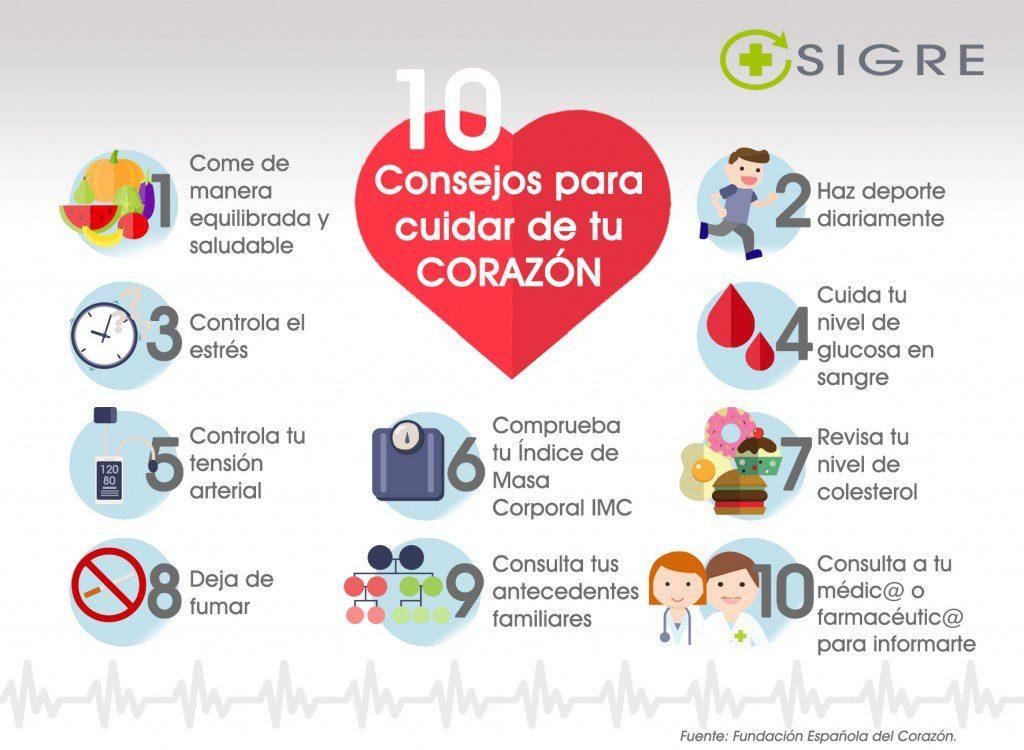 SIGRE
10
Consejos para
cuidar de tu
CORAZÓN
1
Come de
manera
equilibrada y
saludable
2
Haz deporte
diariamente
3
Controla el
estrés
4
Cuida tu
nivel de
glucosa en
sangre
5
120
80
Controla tu
tensión
arterial
6
Comprueba
tu Índice de
Masa
Corporal IMC
7
Revisa tu
nivel de
colesterol
8
Deja de
fumar
9
Consulta tus
antecedentes
familiares
10
Consulta a tu
médic@ o
farmacéutic@
para informarte
Fuente: Fundación Española del Corazón.